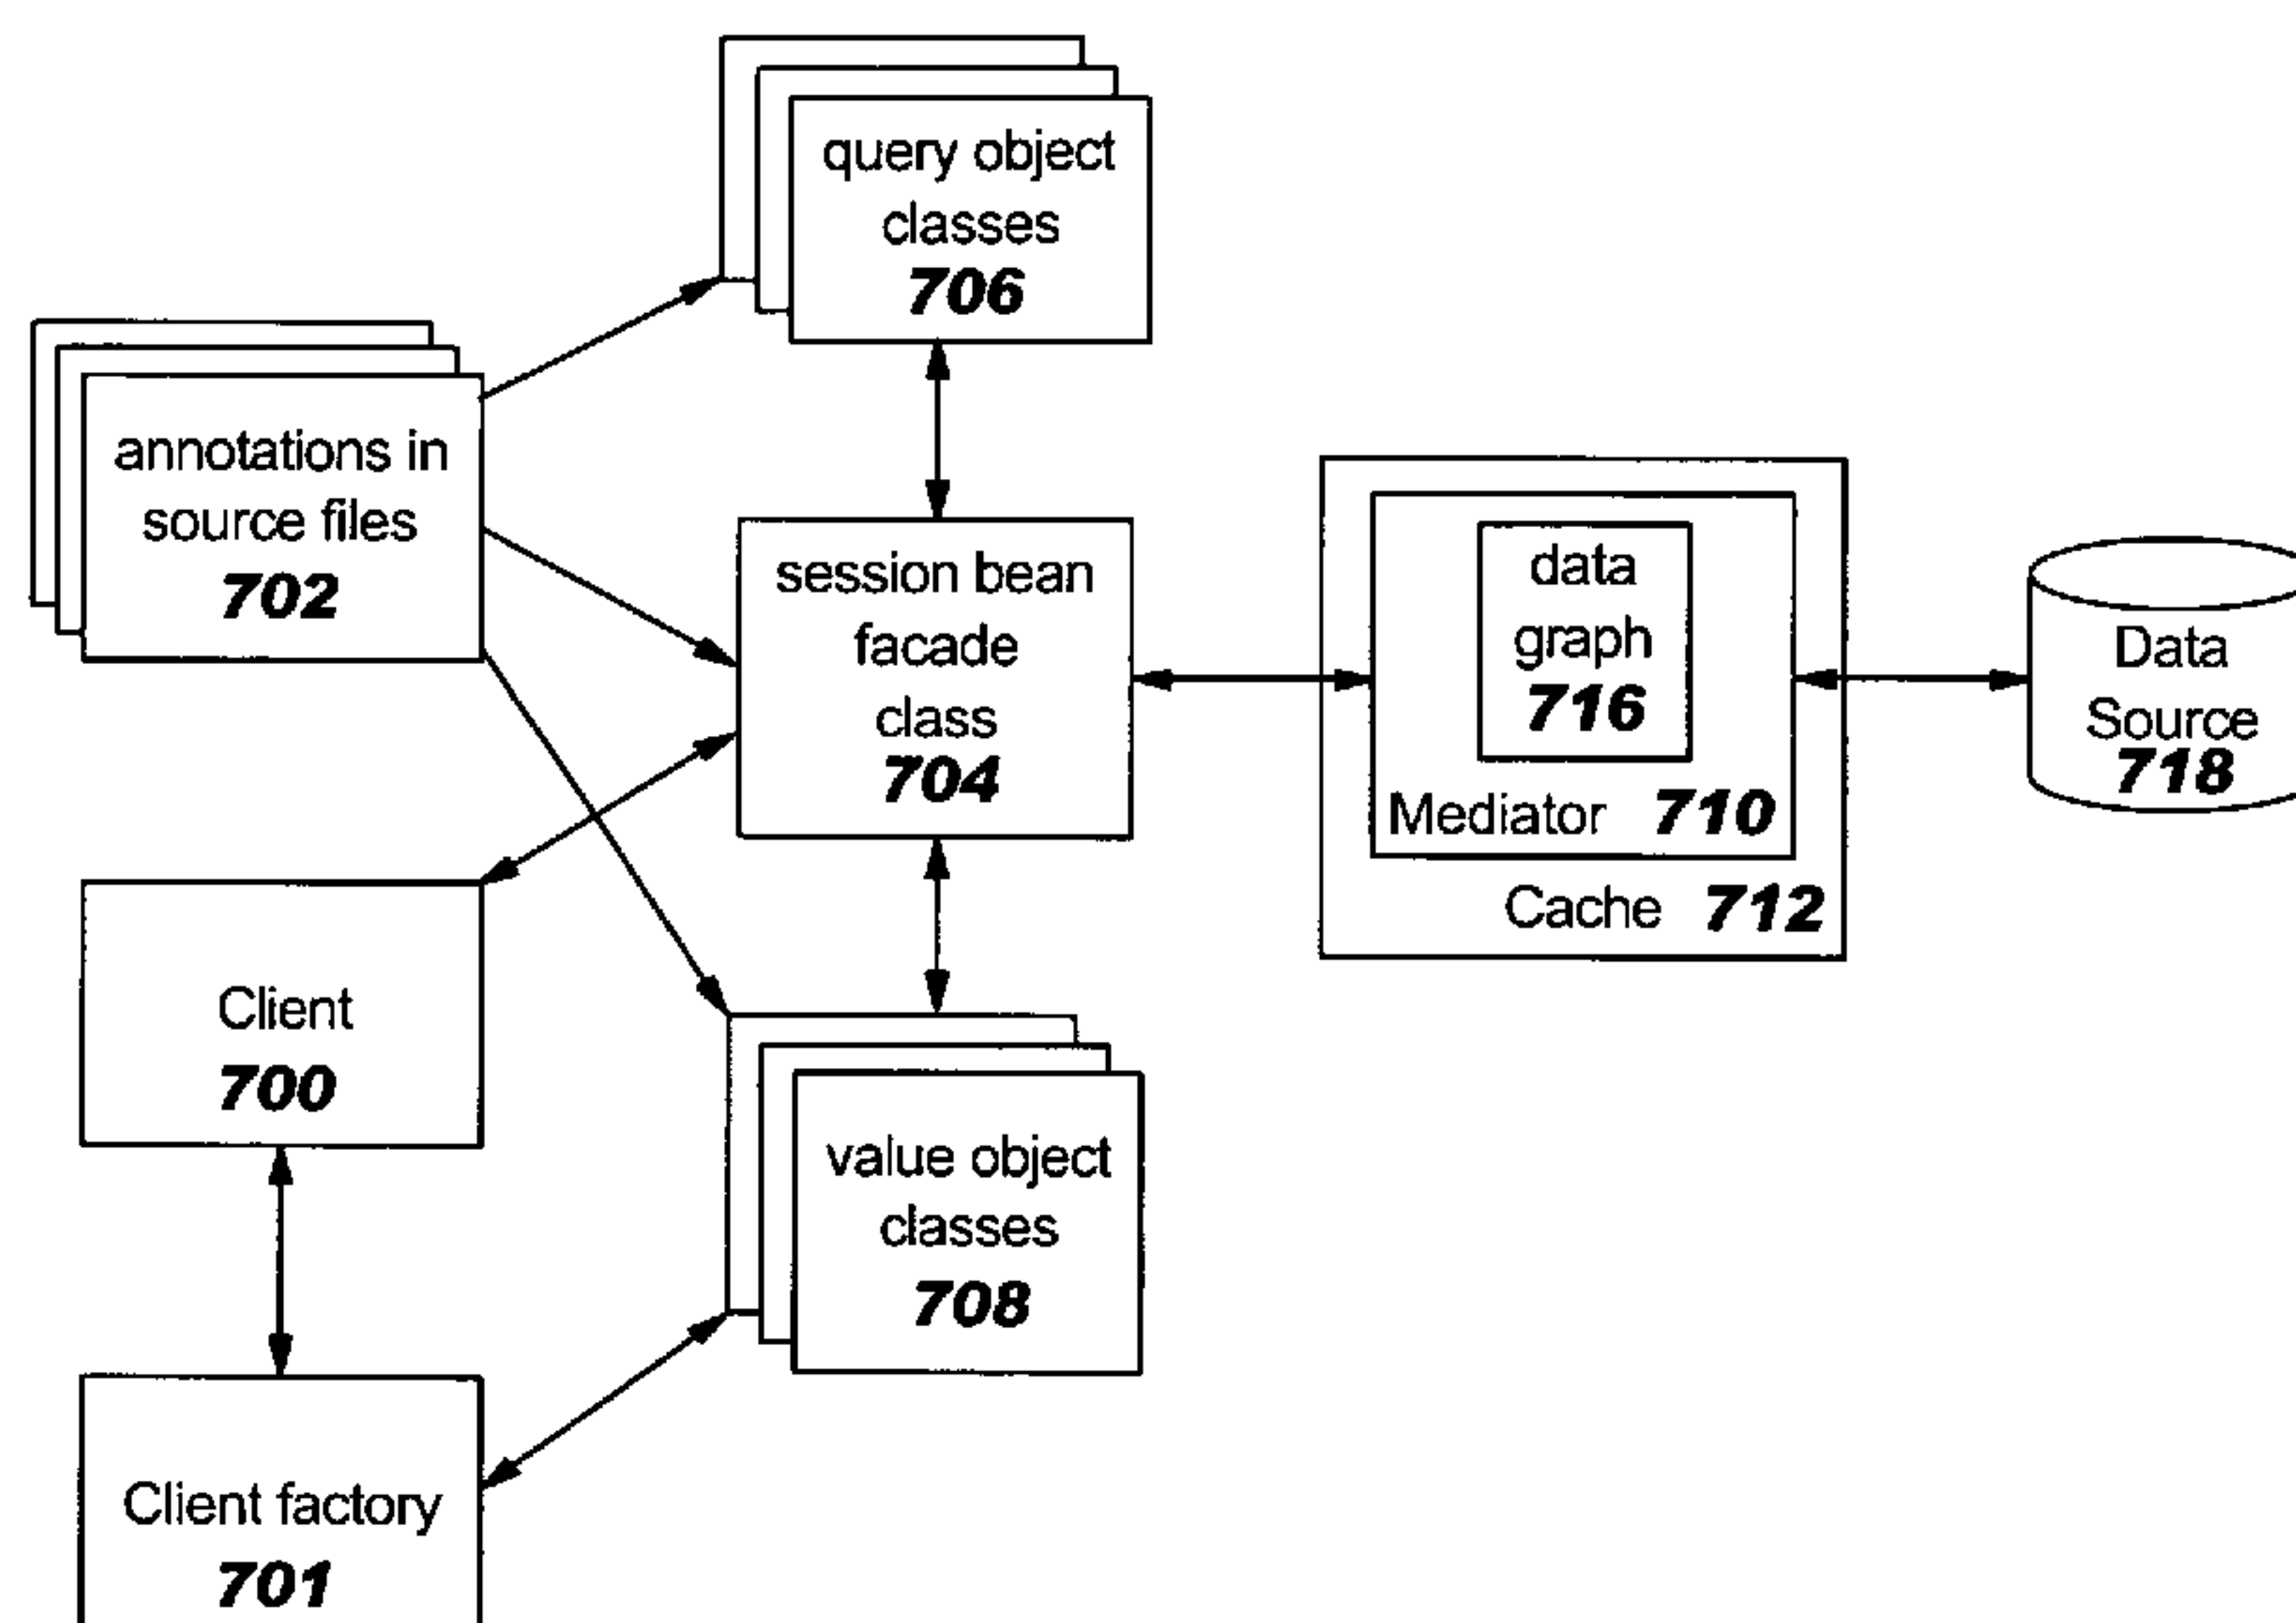 query object
classes
706
annotations in
source files
702
session bean
facade
class
704
data
graph
716
Mediator 710
Cache 712
Data
Source
718
Client
700
value object
classes
708
Client factory
701